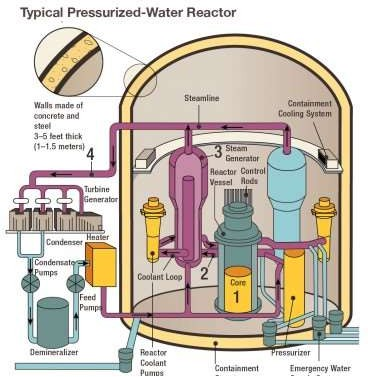 Typical Pressurized-Water Reactor
Walls made of
concrete and
steel
3–5 feet thick
(1–1.5 meters)
Steamline
Containment
Cooling System
4
3
Steam
Generator
Reactor
Vessel
Control
Rods
Turbine
Generator
Heater
Condenser
Condensate
Pumps
Feed
Pumps
Coolant Loop
2
Core
1
Demineralizer
Reactor
Coolant
Pumps
Containment
Pressurizer
Emergency Water